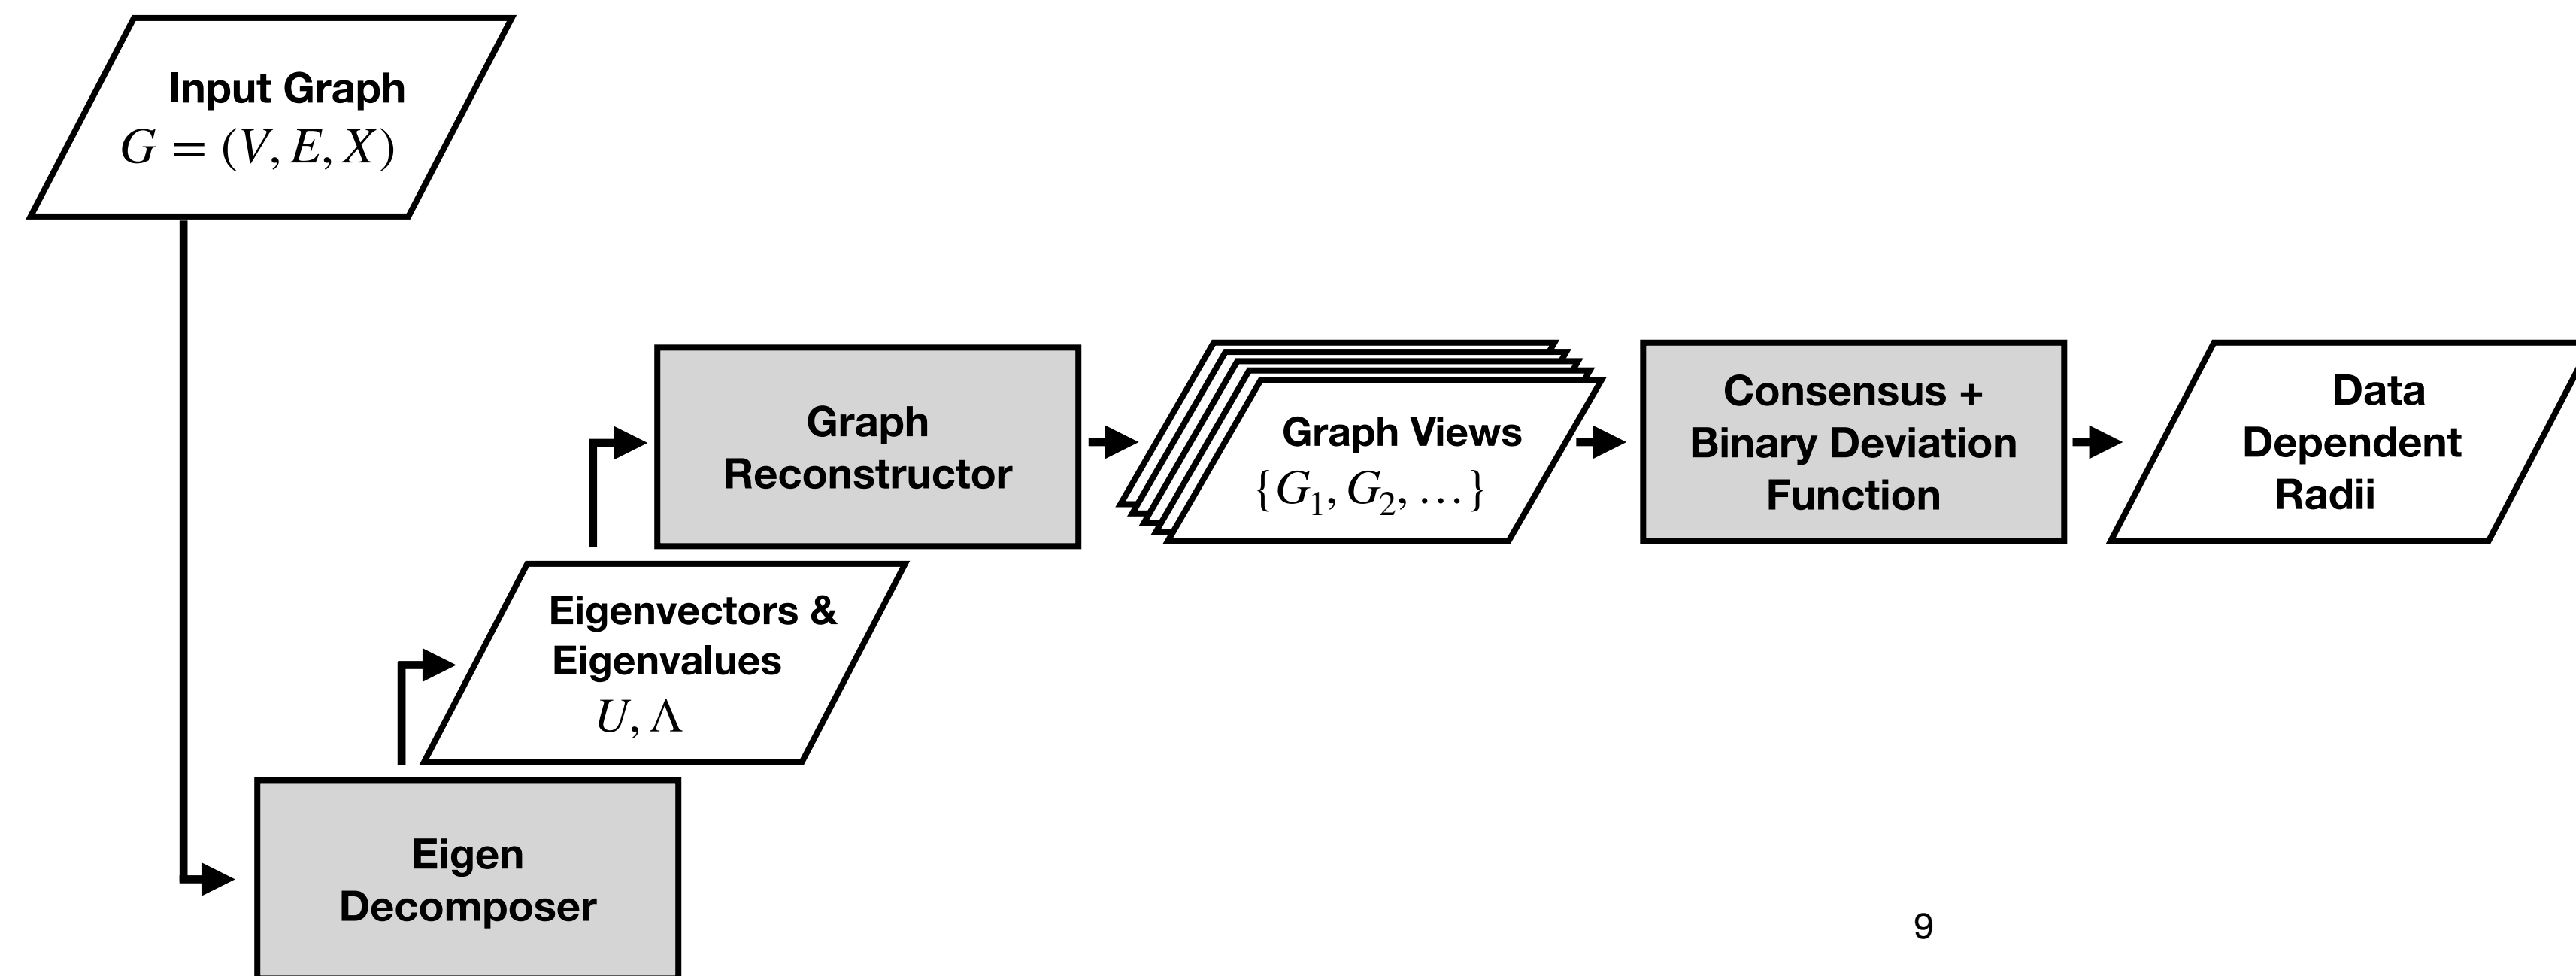 Input Graph
G = (V, E, X)
Graph
Reconstructor
Graph Views
{G₁, G₂, …}
Consensus +
Binary Deviation
Function
Data
Dependent
Radii
Eigenvectors &
Eigenvalues
U, Λ
Eigen
Decomposer
9